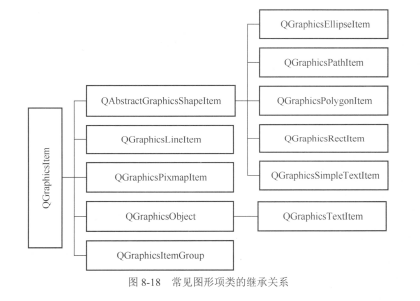 QGraphicsItem
QAbstractGraphicsShapeItem
QGraphicsLineItem
QGraphicsPixmapItem
QGraphicsObject
QGraphicsItemGroup
QGraphicsEllipseItem
QGraphicsPathItem
QGraphicsPolygonItem
QGraphicsRectItem
QGraphicsSimpleTextItem
QGraphicsTextItem
图 8-18 常见图形项类的继承关系